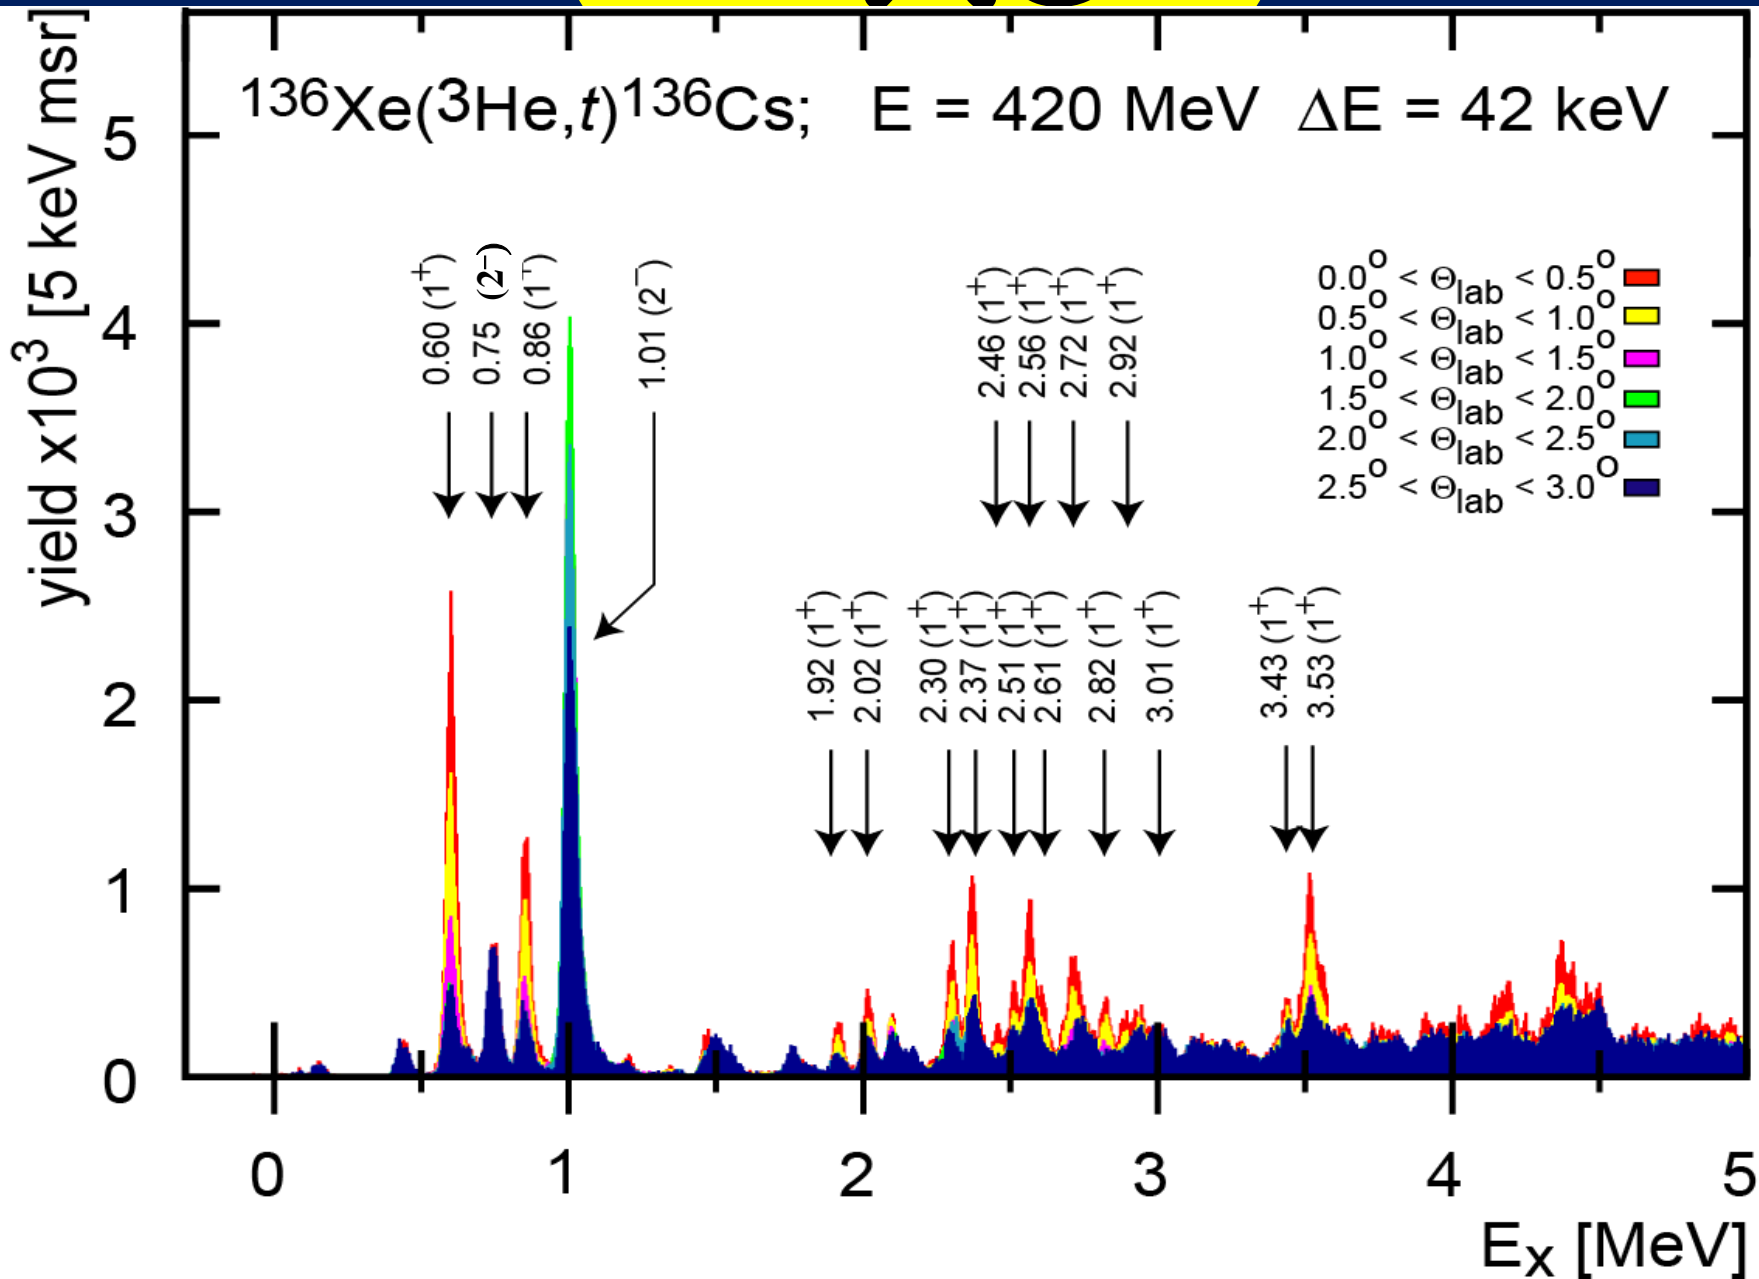 ¹³⁶Xe(³He,t)¹³⁶Cs; E = 420 MeV ΔE = 42 keV
yield x10³ [5 keV msr]
5
4
3
2
1
0
0.60 (1⁺)
0.75 (2⁻)
1.01 (2⁻)
2.46 (1⁺)
2.56 (1⁺)
2.72 (1⁺)
2.92 (1⁺)
0.0° < Θlab < 0.5°
0.5° < Θlab < 1.0°
1.0° < Θlab < 1.5°
1.5° < Θlab < 2.0°
2.0° < Θlab < 2.5°
2.5° < Θlab < 3.0°
0.86
1.92 (1⁺)
2.02 (1⁺)
2.30 (1⁺)
2.37 (1⁺)
2.51 (1⁺)
2.61 (1⁺)
2.82 (1⁺)
3.01 (1⁺)
3.43 (1⁺)
3.53 (1⁺)
0 1 2 3 4 5
Eₓ [MeV]